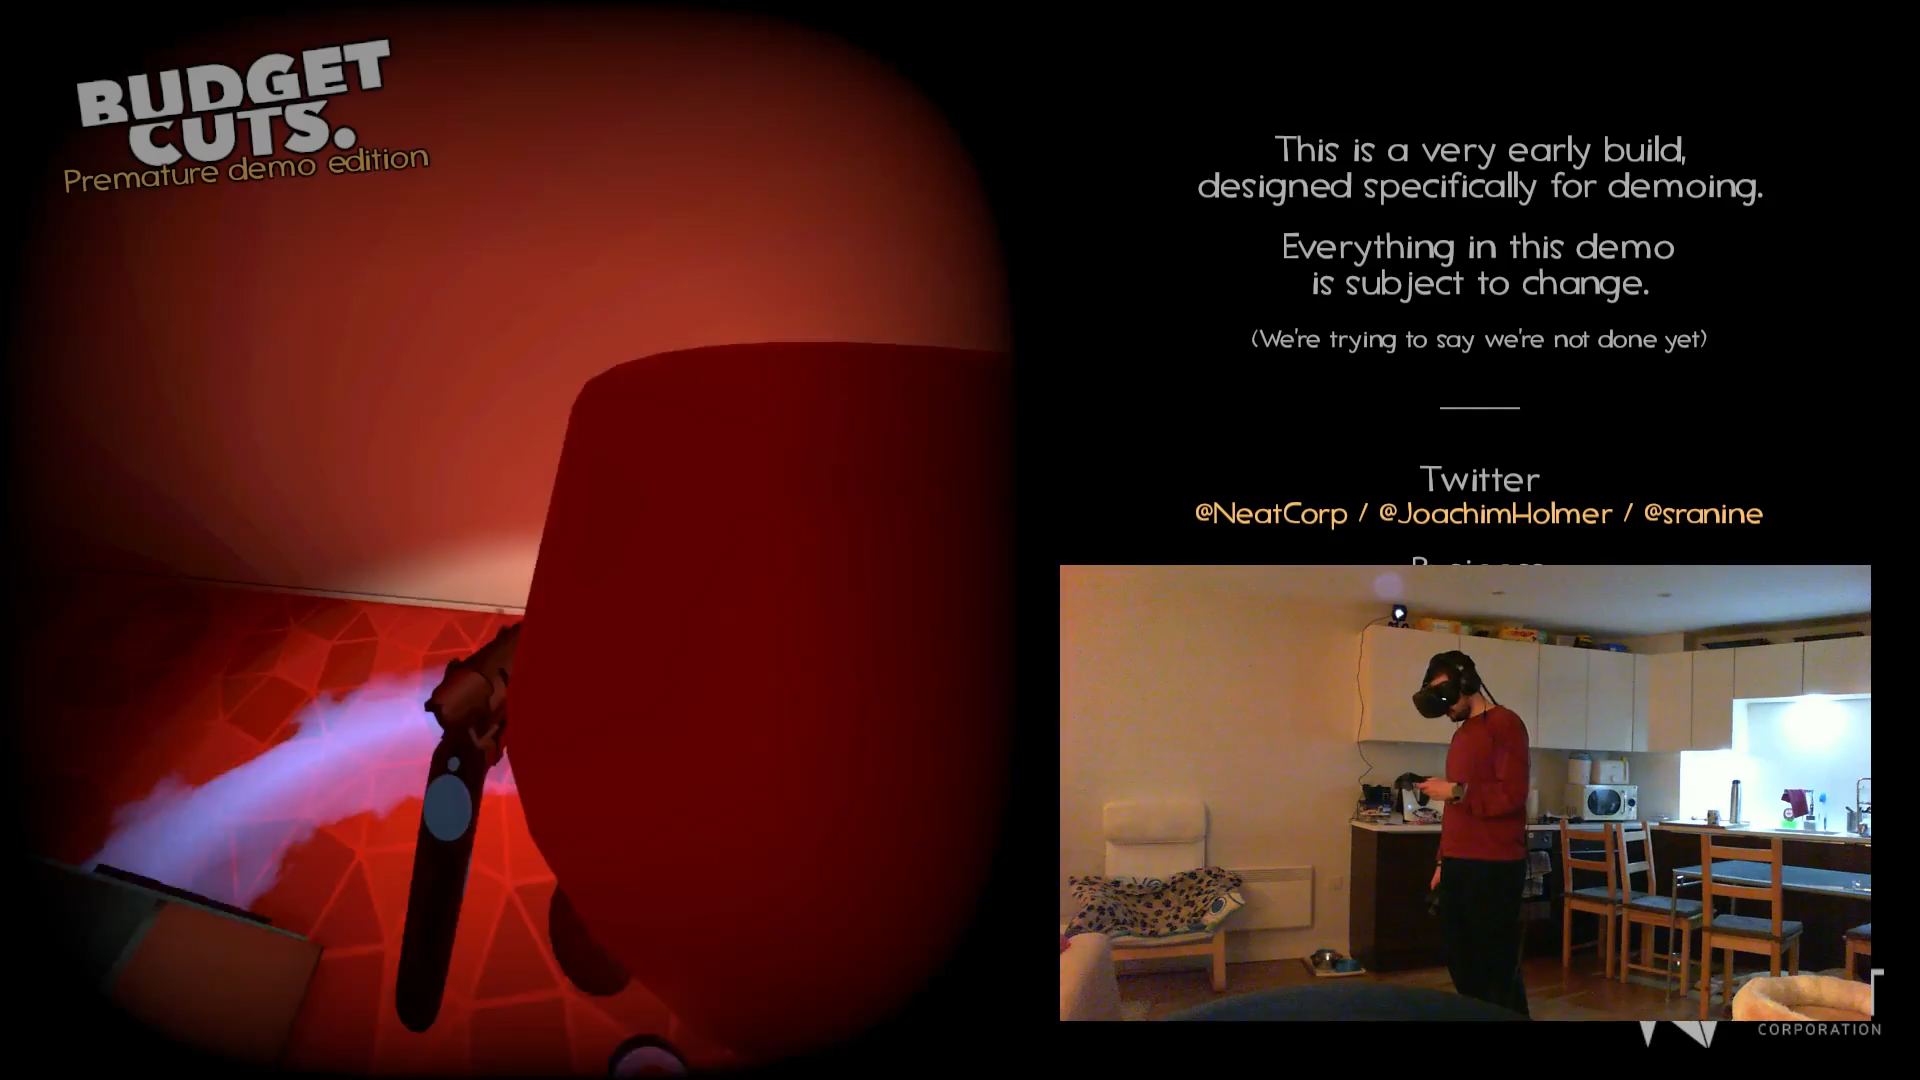 BUDGET
CUTS.
Premature demo edition
This is a very early build,
designed specifically for demoing.
Everything in this demo
is subject to change.
(We're trying to say we're not done yet)
Twitter
@NeatCorp / @JoachimHolmer / @sranine
CORPORATION